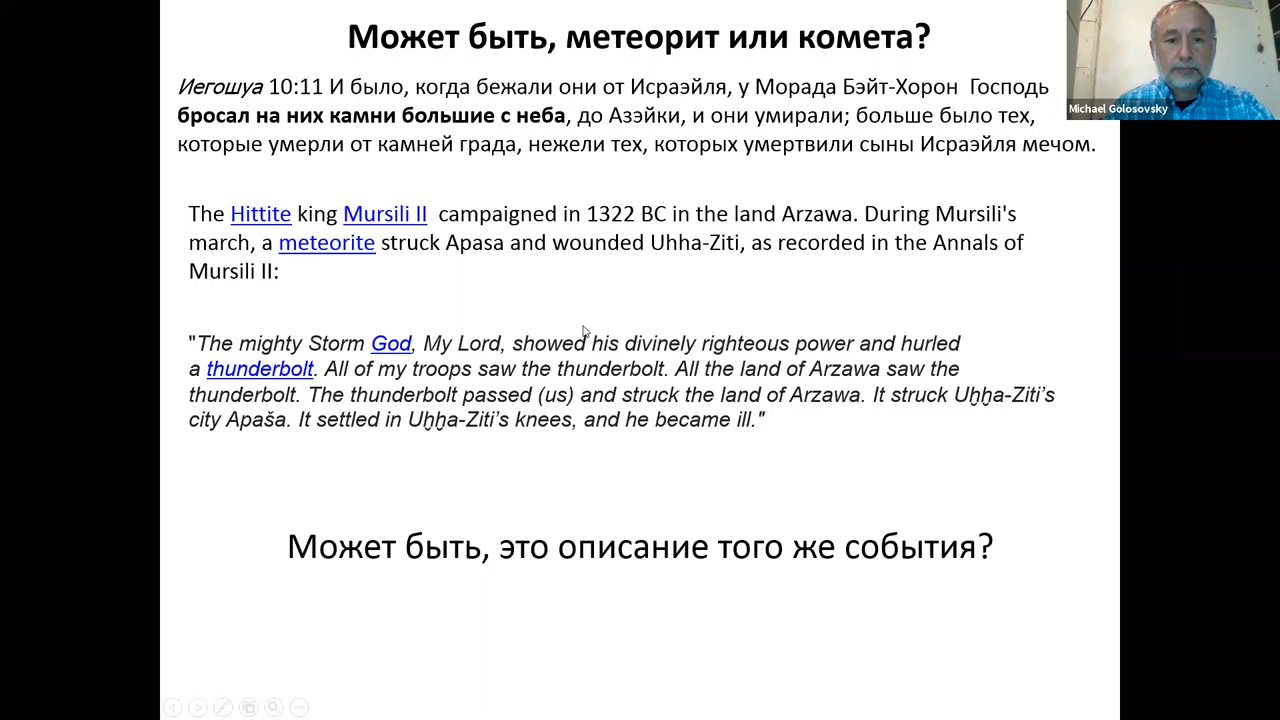 Может быть, метеорит или комета?
Иегошуа 10:11 И было, когда бежали они от Исраэйля, у Морада Бэйт-Хорон Господь
бросал на них камни большие с неба, до Азэйки, и они умирали; больше было тех,
которые умерли от камней града, нежели тех, которых умертвили сыны Исраэйля мечом.
Michael Golosovsky
The Hittite king Mursili II campaigned in 1322 BC in the land Arzawa. During Mursili's
march, a meteorite struck Apasa and wounded Uhha-Ziti, as recorded in the Annals of
Mursili II:
"The mighty Storm God, My Lord, showed his divinely righteous power and hurled
a thunderbolt. All of my troops saw the thunderbolt. All the land of Arzawa saw the
thunderbolt. The thunderbolt passed (us) and struck the land of Arzawa. It struck Uḫḫa-Ziti’s
city Apaša. It settled in Uḫḫa-Ziti’s knees, and he became ill."
Может быть, это описание того же события?